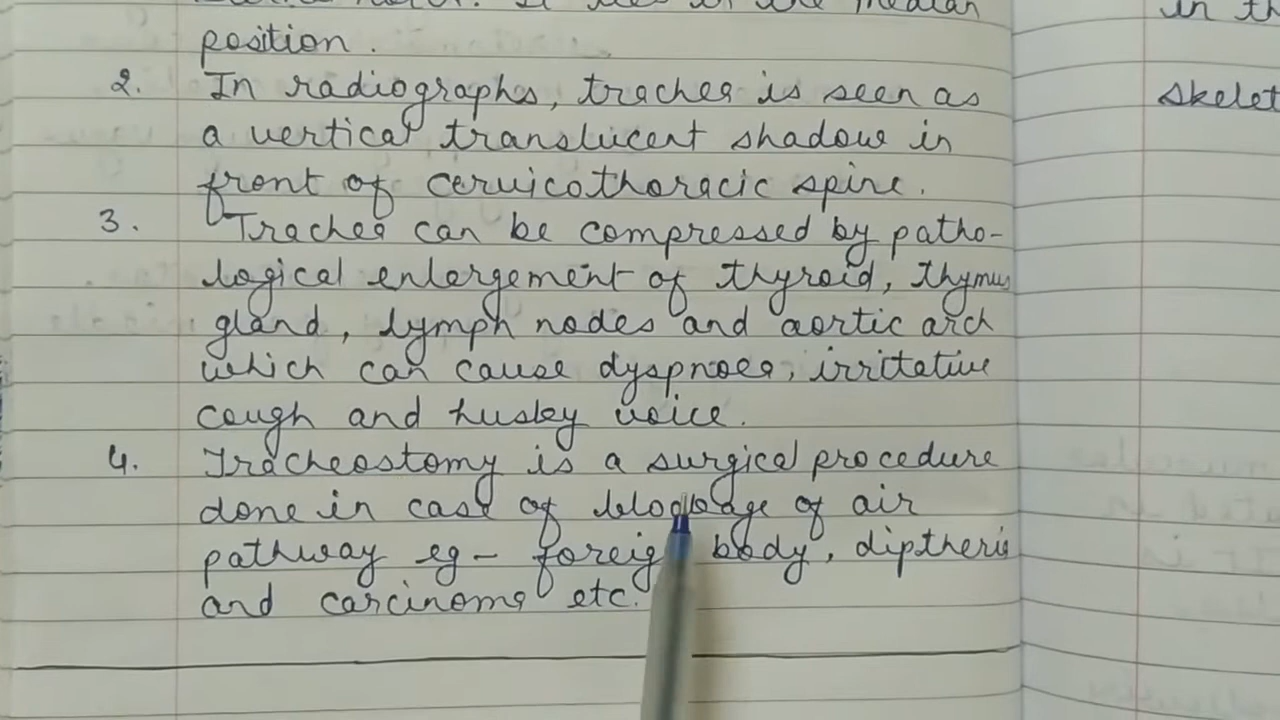 median
in th
position.
2. In radiographs, trachea is seen as
skelet
a vertical translucent shadow in
front of cervicothoracic spine.
3. Trachea can be compressed by patho-
logical enlargement of thyroid, thymus
gland, lymph nodes and aortic arch
which can cause dyspnoea, irritative
cough and husky voice.
4. Tracheostomy is a surgical procedure
done in case of blockage of air
pathway eg- foreign body, diptheria
and carcinoma etc.